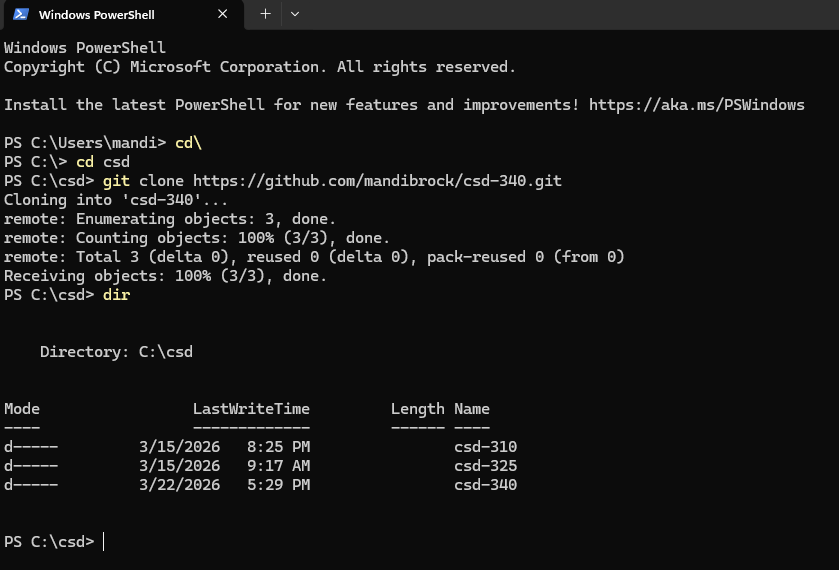 Windows PowerShell
Windows PowerShell
Copyright (C) Microsoft Corporation. All rights reserved.
Install the latest PowerShell for new features and improvements! https://aka.ms/PSWindows
PS C:\Users\mandi> cd\
PS C:\> cd csd
PS C:\csd> git clone https://github.com/mandibrock/csd-340.git
Cloning into 'csd-340'...
remote: Enumerating objects: 3, done.
remote: Counting objects: 100% (3/3), done.
remote: Total 3 (delta 0), reused 0 (delta 0), pack-reused 0 (from 0)
Receiving objects: 100% (3/3), done.
PS C:\csd> dir
    Directory: C:\csd
Mode                 LastWriteTime         Length Name
----                 -------------         ------ ----
d-----         3/15/2026   8:25 PM                csd-310
d-----         3/15/2026   9:17 AM                csd-325
d-----         3/22/2026   5:29 PM                csd-340
PS C:\csd>